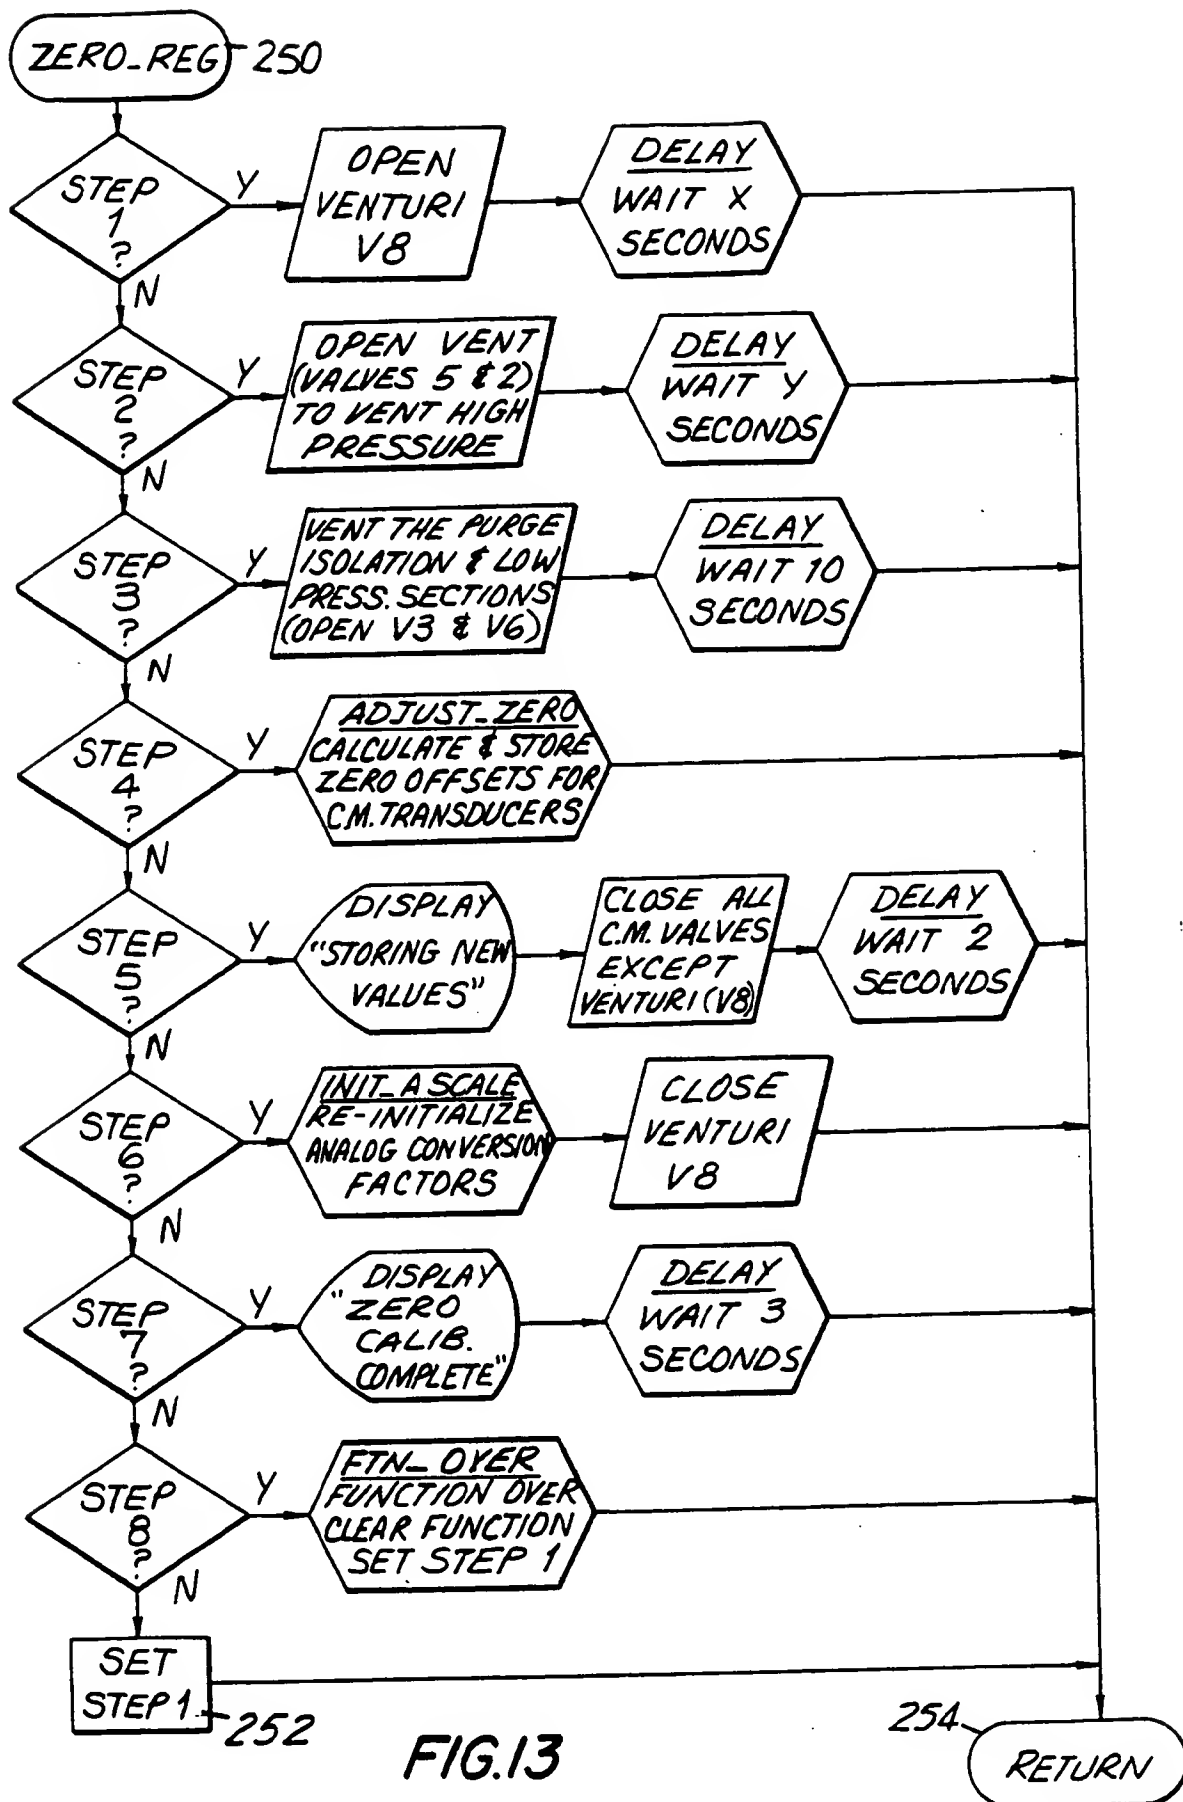 ZERO_REG 250
STEP
1
?
Y
N
OPEN
VENTURI
V8
DELAY
WAIT X
SECONDS
STEP
2
?
Y
N
OPEN VENT
(VALVES 5 & 2)
TO VENT HIGH
PRESSURE
DELAY
WAIT Y
SECONDS
STEP
3
?
Y
N
VENT THE PURGE
ISOLATION & LOW
PRESS. SECTIONS
(OPEN V3 & V6)
DELAY
WAIT 10
SECONDS
STEP
4
?
Y
N
ADJUST_ZERO
CALCULATE & STORE
ZERO OFFSETS FOR
C.M. TRANSDUCERS
STEP
5
?
Y
N
DISPLAY
"STORING NEW
VALUES"
CLOSE ALL
C.M. VALVES
EXCEPT
VENTURI (V8)
DELAY
WAIT 2
SECONDS
STEP
6
?
Y
N
INIT_A SCALE
RE-INITIALIZE
ANALOG CONVERSION
FACTORS
CLOSE
VENTURI
V8
STEP
7
?
Y
N
DISPLAY
"ZERO
CALIB.
COMPLETE"
DELAY
WAIT 3
SECONDS
STEP
8
?
Y
N
FTN_OVER
FUNCTION OVER
CLEAR FUNCTION
SET STEP 1
SET
STEP 1
252
254
RETURN
FIG.13